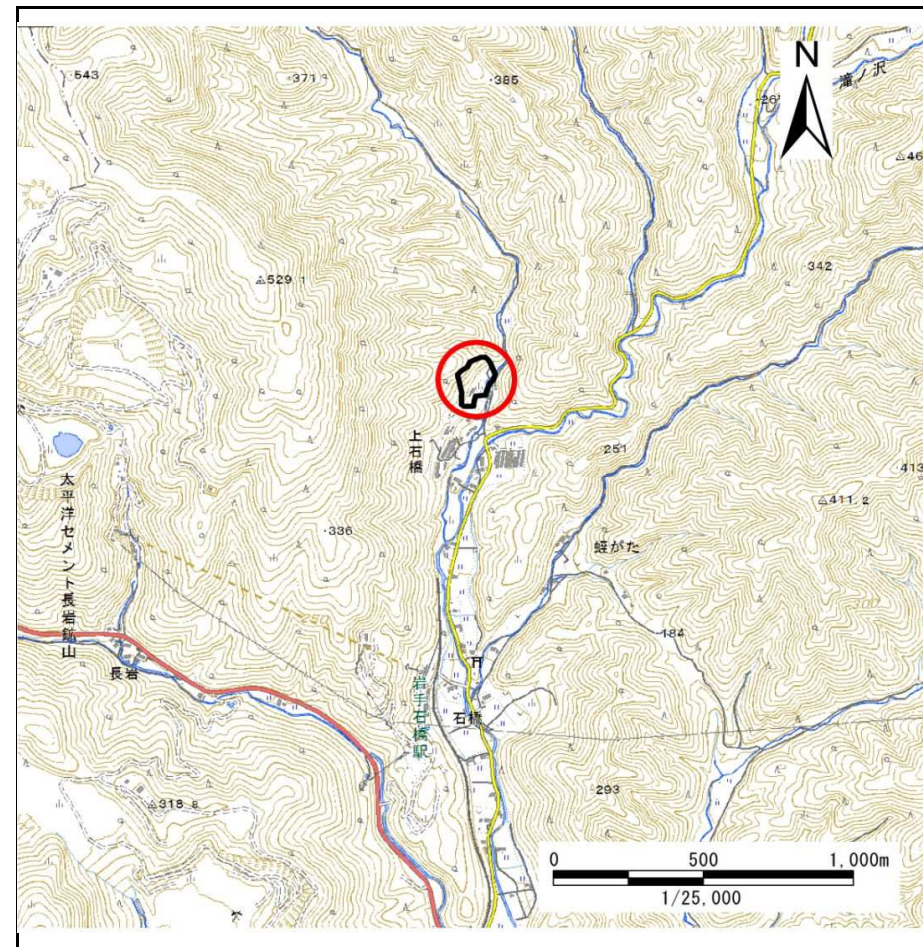 543
371
385
N
滝ノ沢
342
529.1
251
上石橋
413
411.2
太平洋セメント長岩鉱山
336
蛭がた
184
長岩
岩手石橋駅
石橋
318.8
293
0 500 1,000m
1/25,000